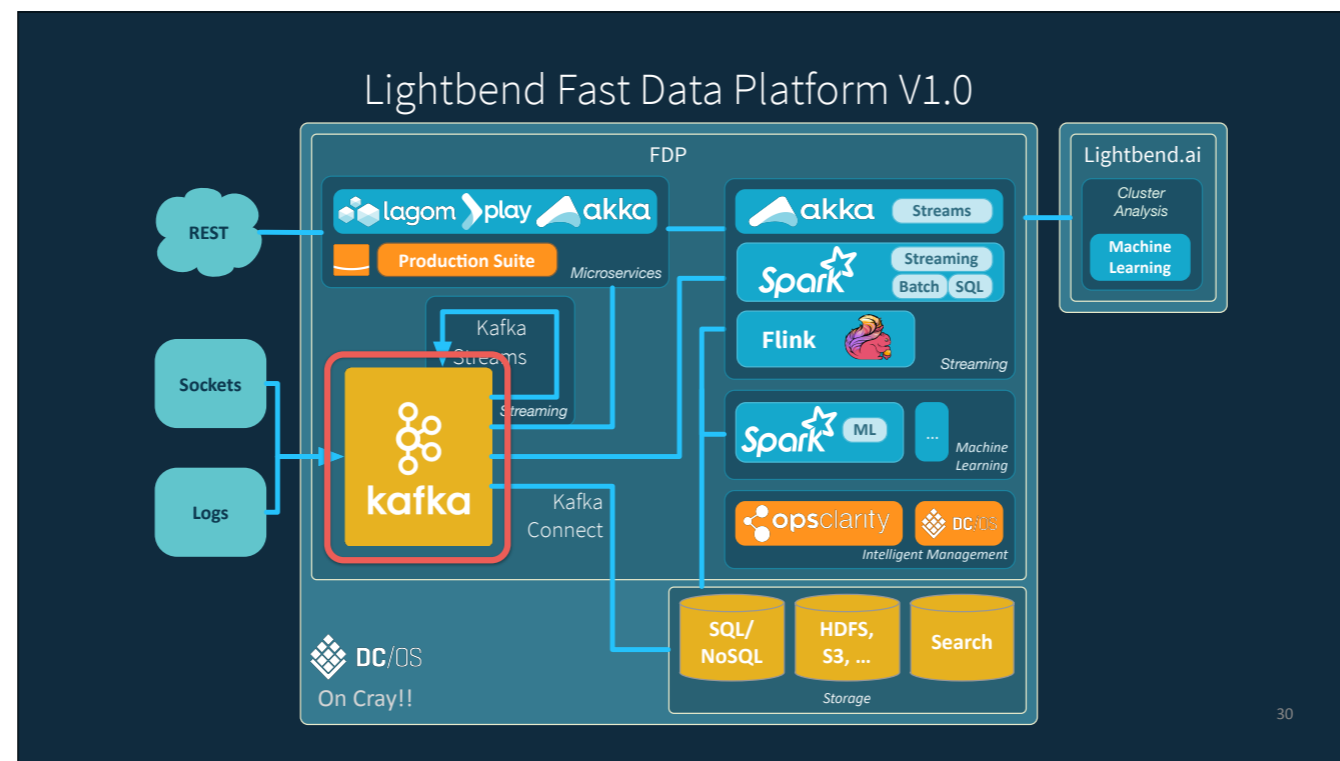 Lightbend Fast Data Platform V1.0
FDP
Lightbend.ai
Cluster
Analysis
Machine
Learning
REST
lagom play akka
Production Suite
Microservices
akka
Streams
Spark
Streaming
Batch SQL
Flink
Streaming
Kafka
Streams
Streaming
Sockets
Logs
kafka
Kafka
Connect
Spark
ML
...
Machine
Learning
opsclarity
DC/OS
Intelligent Management
SQL/
NoSQL
HDFS,
S3, ...
Search
Storage
DC/OS
On Cray!!
30